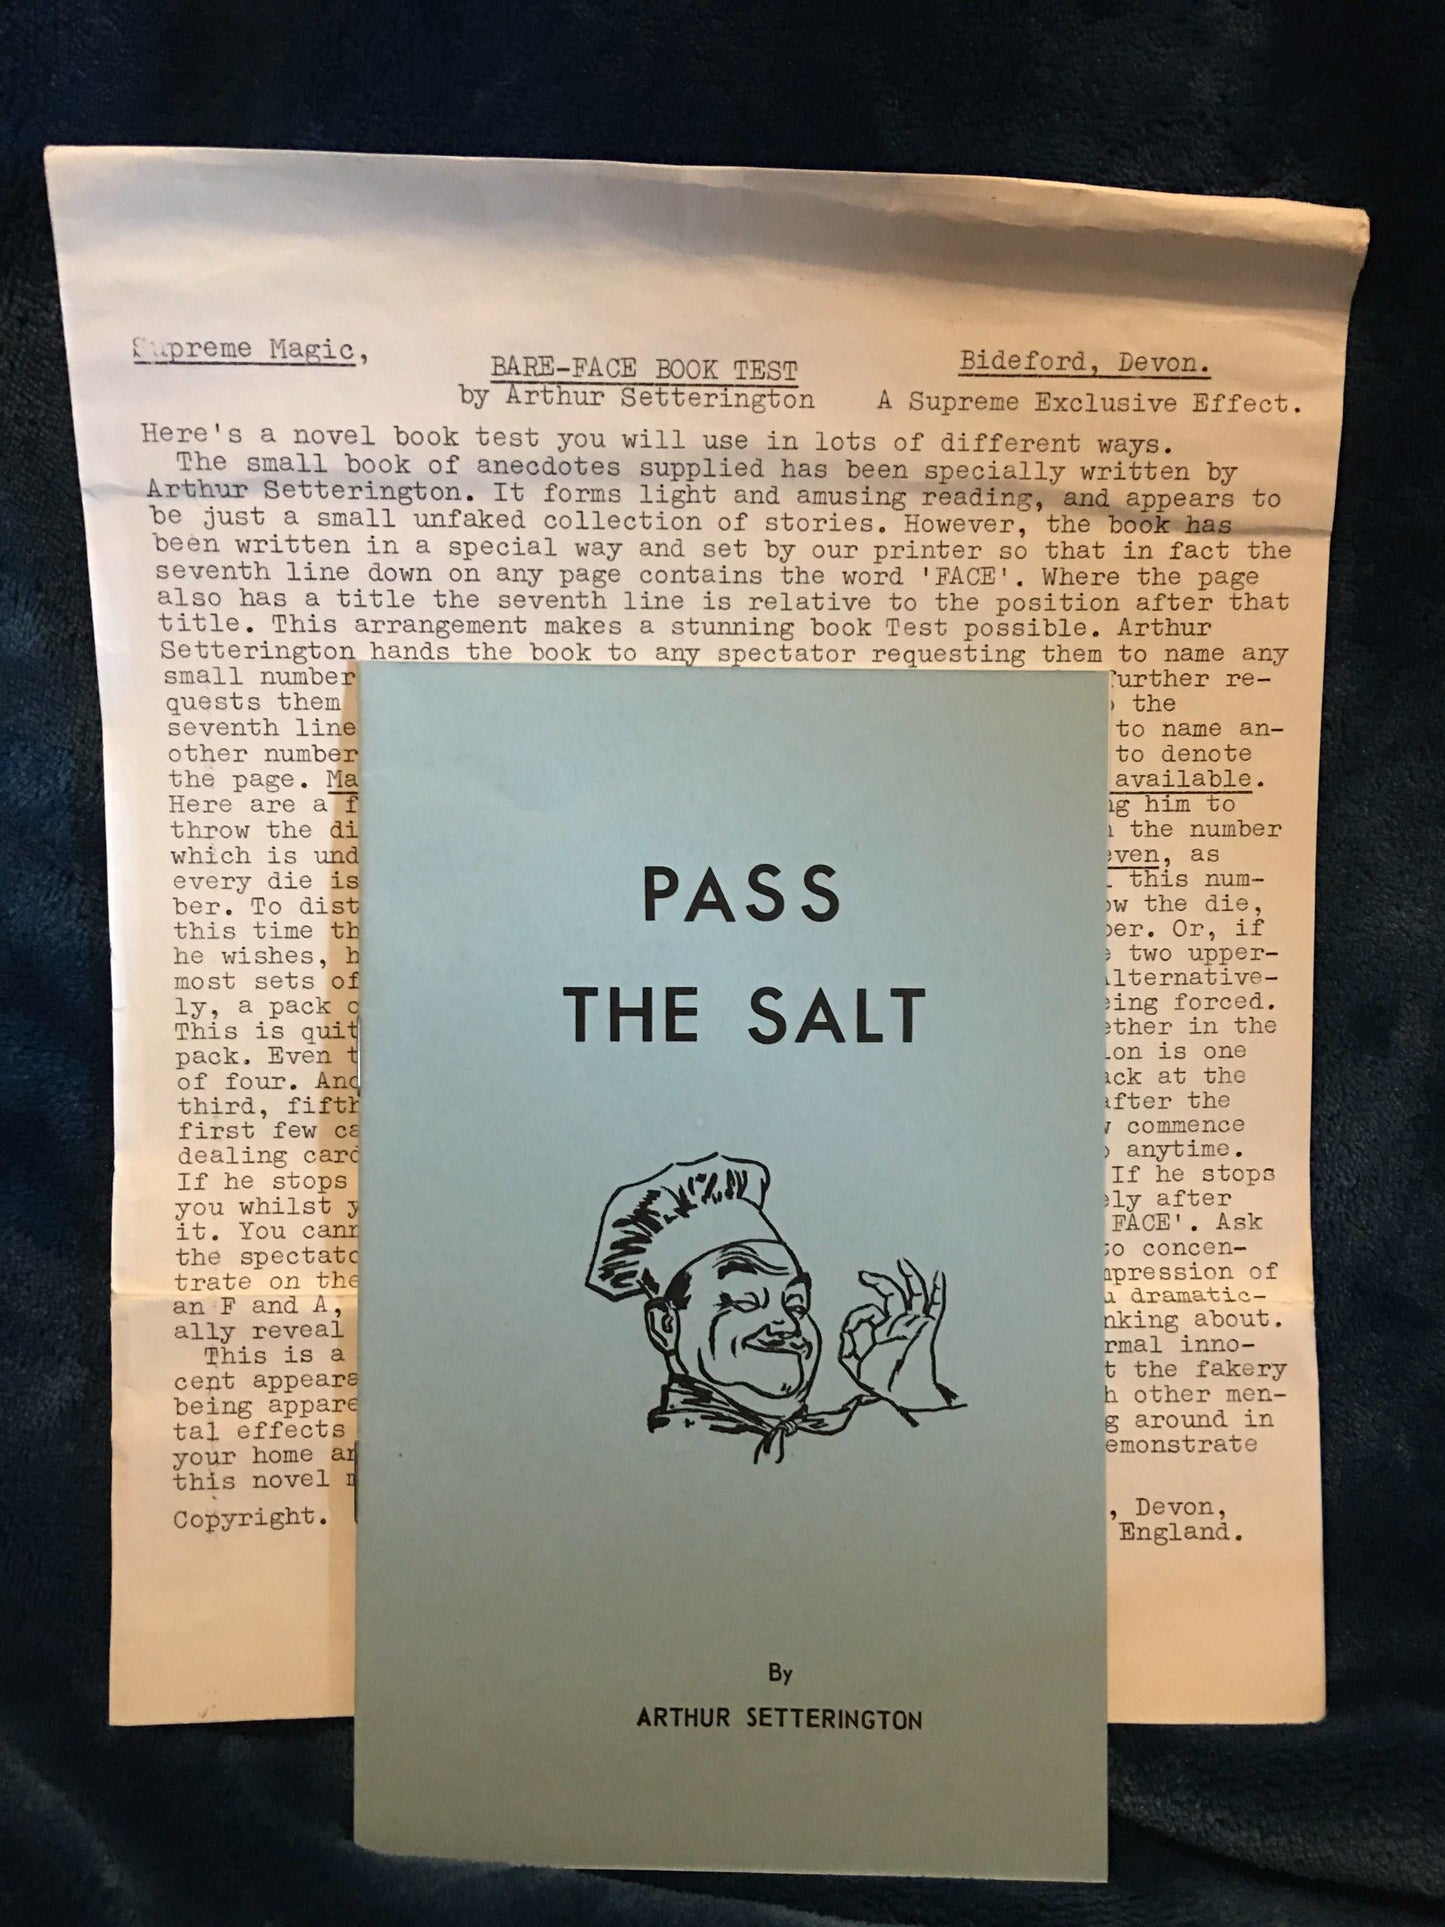 Supreme Magic,
BARE-FACE BOOK TEST
Bideford, Devon.
by Arthur Setterington
A Supreme Exclusive Effect.
Here's a novel book test you will use in lots of different ways.
The small book of anecdotes supplied has been specially written by
Arthur Setterington. It forms light and amusing reading, and appears to
be just a small unfaked collection of stories. However, the book has
been written in a special way and set by our printer so that in fact the
seventh line down on any page contains the word 'FACE'. Where the page
also has a title the seventh line is relative to the position after that
title. This arrangement makes a stunning book Test possible. Arthur
Setterington hands the book to any spectator requesting them to name any
small number further re-
quests them the
seventh line to name an-
other number to denote
the page. available.
Here are a him to
throw the the number
which is as
every die this num-
ber. To the die,
this time Or, if
he wishes, two upper-
most sets
ly, a pack forced.
This is in the
pack. Even is one
of four. at the
third, the
first few commence
dealing anytime.
If he stops If he stops
you whilst after
it. You FACE'. Ask
the concen-
trate on of
an F and A, dramatic-
ally reveal about.
This is a inno-
cent the fakery
being other men-
tal effects around in
your home
this novel
Copyright. , Devon,
England.
PASS
THE SALT
By
ARTHUR SETTERINGTON